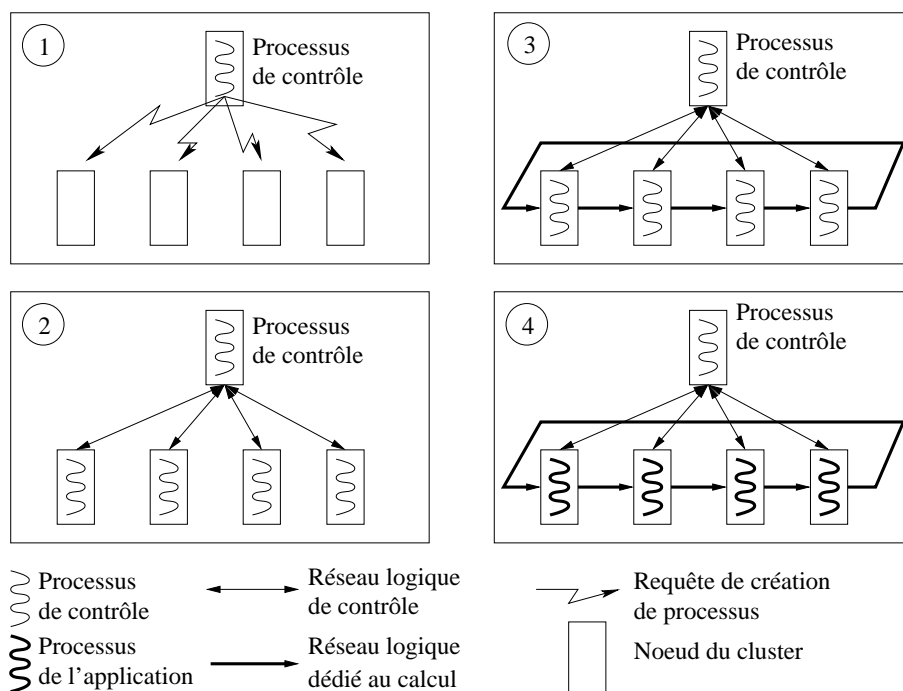 1
Processus
de contrôle
3
Processus
de contrôle
2
Processus
de contrôle
4
Processus
de contrôle
Processus
de contrôle
Réseau logique
de contrôle
Requête de création
de processus
Processus
de l'application
Réseau logique
dédié au calcul
Noeud du cluster